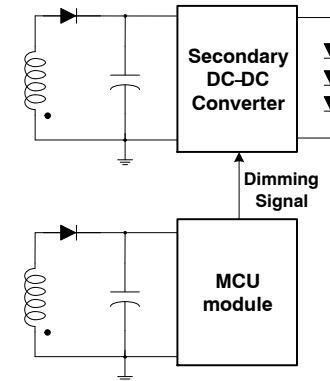 Secondary
DC-DC
Converter
Dimming
Signal
MCU
module